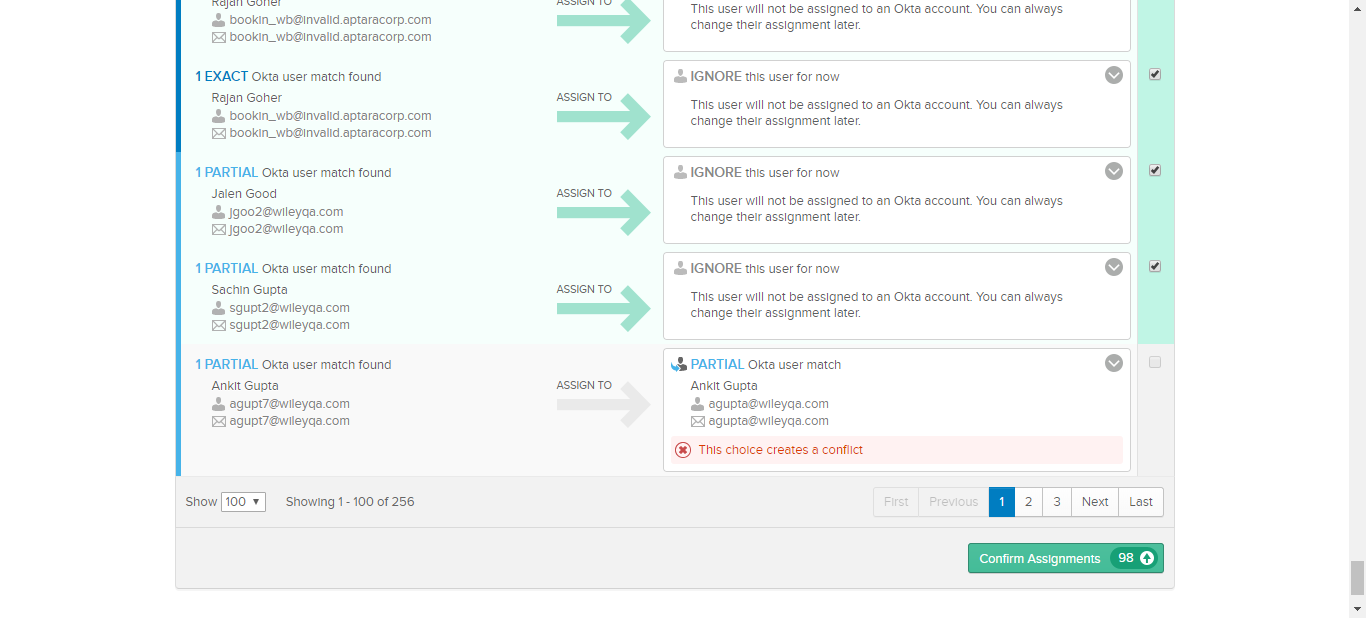 Rajan Goher
bookin_wb@invalid.aptaracorp.com
bookin_wb@invalid.aptaracorp.com
ASSIGN TO
This user will not be assigned to an Okta account. You can always
change their assignment later.
1 EXACT Okta user match found
Rajan Goher
bookin_wb@invalid.aptaracorp.com
bookin_wb@invalid.aptaracorp.com
ASSIGN TO
IGNORE this user for now
This user will not be assigned to an Okta account. You can always
change their assignment later.
1 PARTIAL Okta user match found
Jalen Good
jgoo2@wileyqa.com
jgoo2@wileyqa.com
ASSIGN TO
IGNORE this user for now
This user will not be assigned to an Okta account. You can always
change their assignment later.
1 PARTIAL Okta user match found
Sachin Gupta
sgupt2@wileyqa.com
sgupt2@wileyqa.com
ASSIGN TO
IGNORE this user for now
This user will not be assigned to an Okta account. You can always
change their assignment later.
1 PARTIAL Okta user match found
Ankit Gupta
agupt7@wileyqa.com
agupt7@wileyqa.com
ASSIGN TO
PARTIAL Okta user match
Ankit Gupta
agupta@wileyqa.com
agupta@wileyqa.com
This choice creates a conflict
Show 100 Showing 1 - 100 of 256
First Previous 1 2 3 Next Last
Confirm Assignments 98